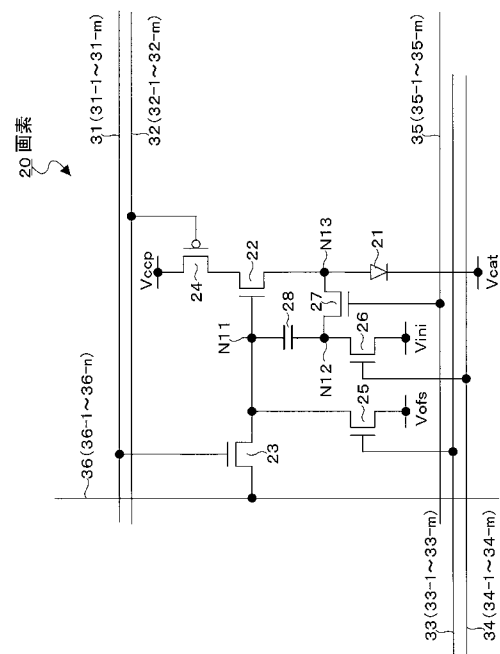 20 画素
31(31-1〜31-m)
32(32-1〜32-m)
35(35-1〜35-m)
36(36-1〜36-n)
Vccp
24
22
N11
N13
28
27
21
N12
26
23
25
Vofs
Vini
Vcat
33(33-1〜33-m)
34(34-1〜34-m)